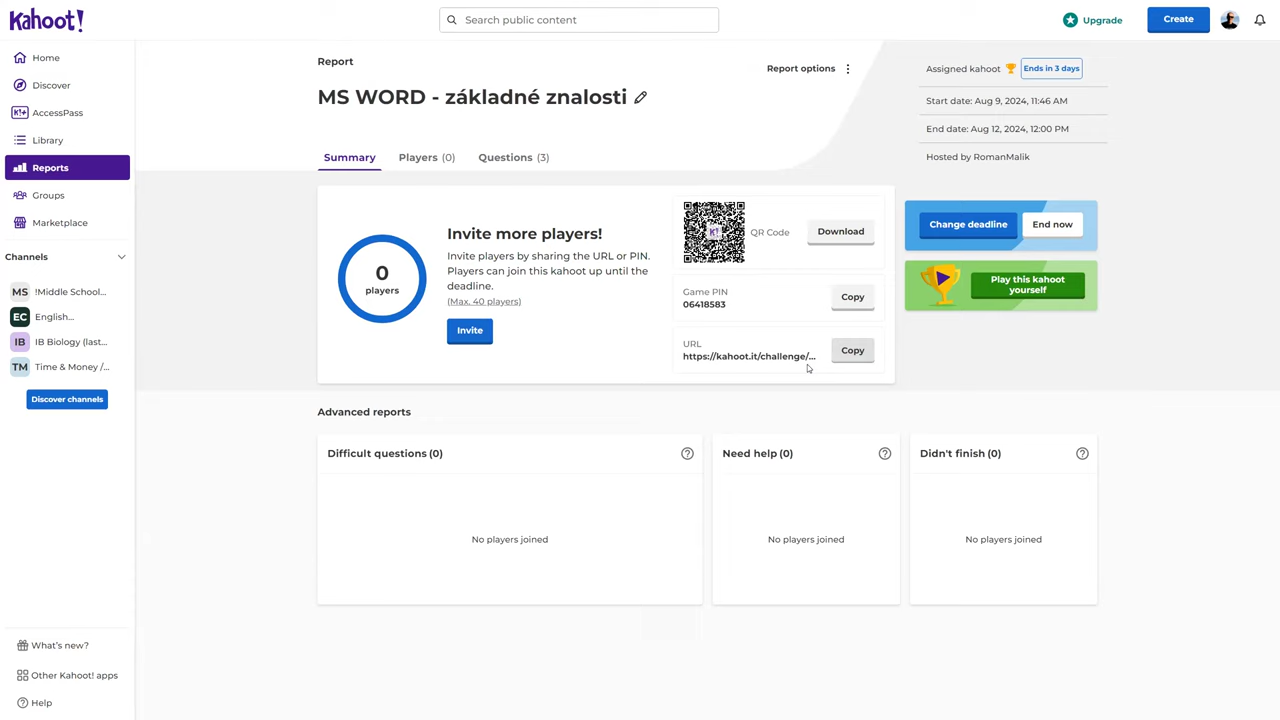 Kahoot!
Search public content
Upgrade
Create
Home
Discover
K!+
AccessPass
Library
Reports
Groups
Marketplace
Channels
MS
!Middle School...
EC
English...
IB
IB Biology (last...
TM
Time & Money /...
Discover channels
What's new?
Other Kahoot! apps
Help
Report
Report options
MS WORD - základné znalosti
Summary
Players (0)
Questions (3)
Assigned kahoot
Ends in 3 days
Start date: Aug 9, 2024, 11:46 AM
End date: Aug 12, 2024, 12:00 PM
Hosted by RomanMalik
0
players
Invite more players!
Invite players by sharing the URL or PIN.
Players can join this kahoot up until the
deadline.
(Max. 40 players)
Invite
K!
QR Code
Download
Game PIN
06418583
Copy
URL
https://kahoot.it/challenge/...
Copy
Change deadline
End now
Play this kahoot
yourself
Advanced reports
Difficult questions (0)
No players joined
Need help (0)
No players joined
Didn't finish (0)
No players joined